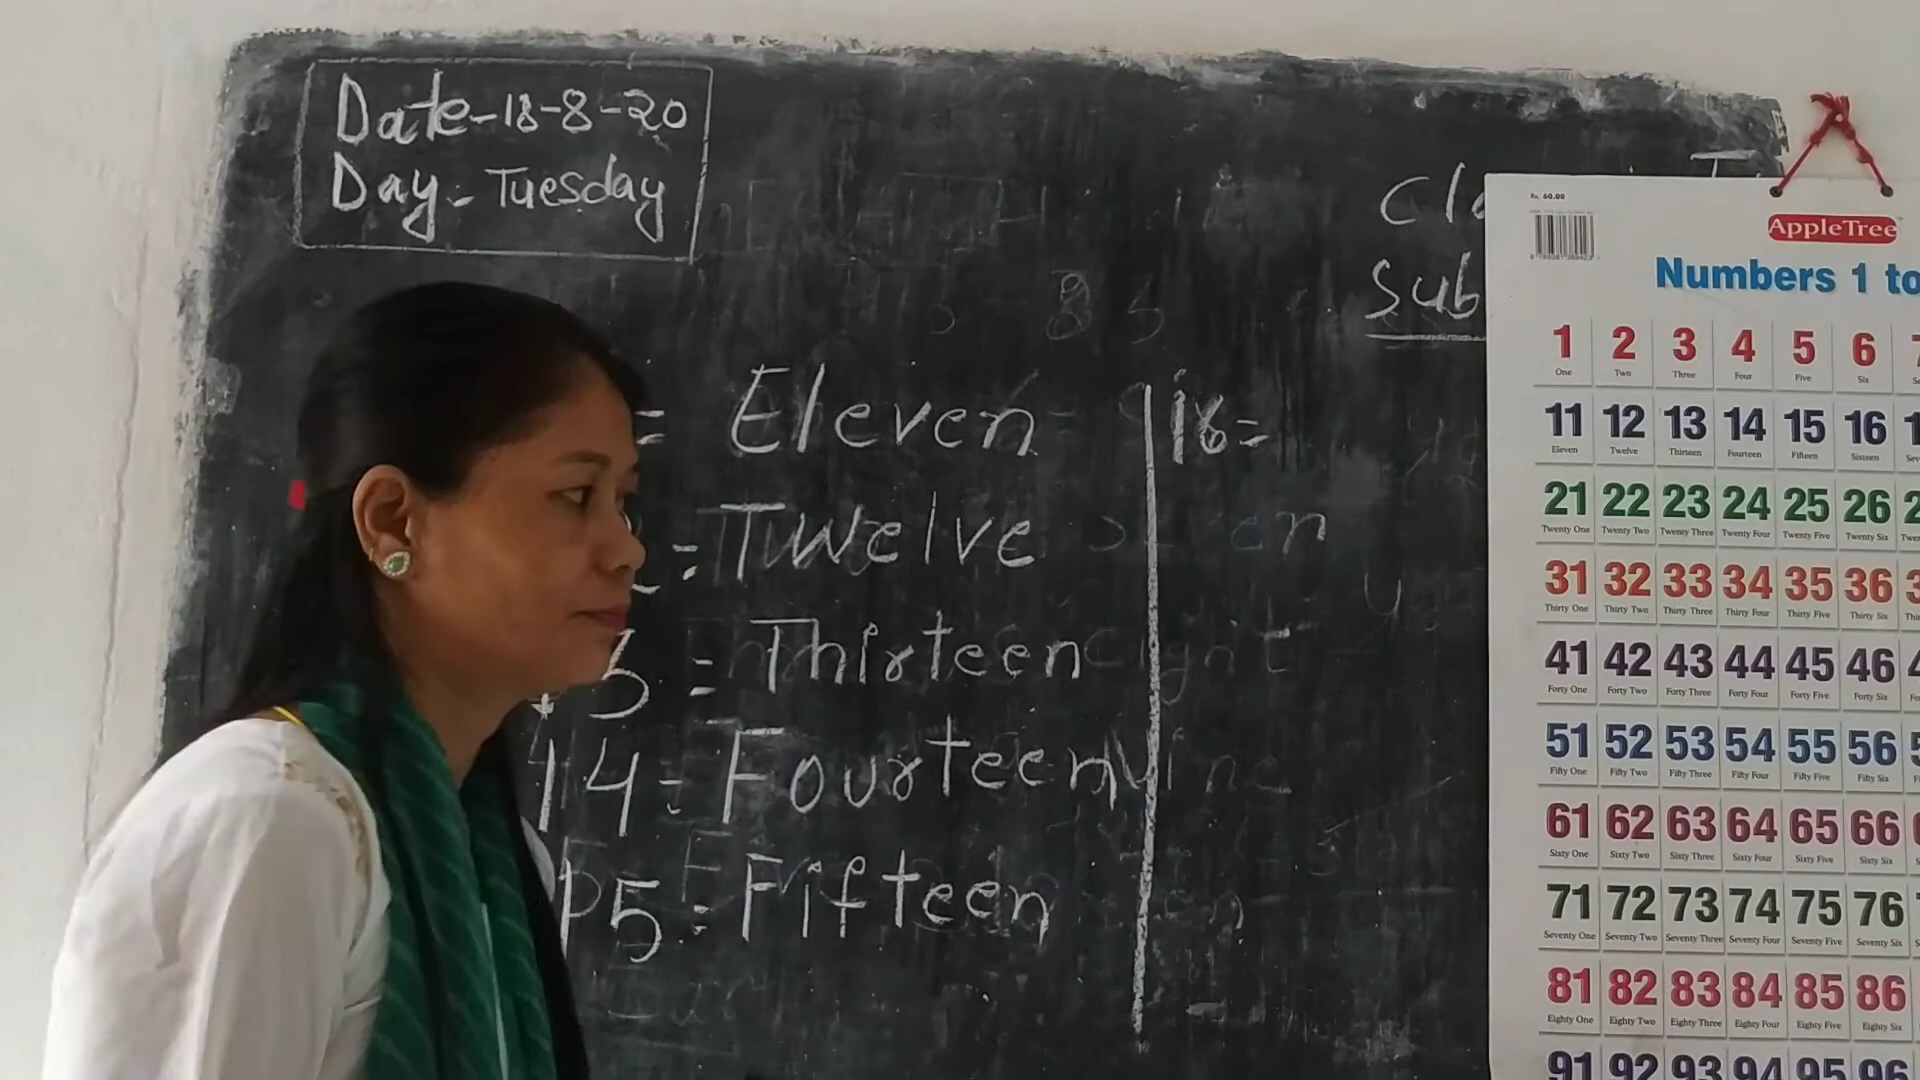 Date-18-8-20
Day- Tuesday
Sub
= Eleven
= Twelve
3 = Thirteen
14 = Fourteen
15 = Fifteen
16=
Rs. 60.00
AppleTree
Numbers 1 to
1 2 3 4 5 6
One Two Three Four Five Six
11 12 13 14 15 16
Eleven Twelve Thirteen Fourteen Fifteen Sixteen
21 22 23 24 25 26
Twenty One Twenty Two Twenty Three Twenty Four Twenty Five Twenty Six
31 32 33 34 35 36
Thirty One Thirty Two Thirty Three Thirty Four Thirty Five Thirty Six
41 42 43 44 45 46
Forty One Forty Two Forty Three Forty Four Forty Five Forty Six
51 52 53 54 55 56
Fifty One Fifty Two Fifty Three Fifty Four Fifty Five Fifty Six
61 62 63 64 65 66
Sixty One Sixty Two Sixty Three Sixty Four Sixty Five Sixty Six
71 72 73 74 75 76
Seventy One Seventy Two Seventy Three Seventy Four Seventy Five Seventy Six
81 82 83 84 85 86
Eighty One Eighty Two Eighty Three Eighty Four Eighty Five Eighty Six
91 92 93 94 95 96